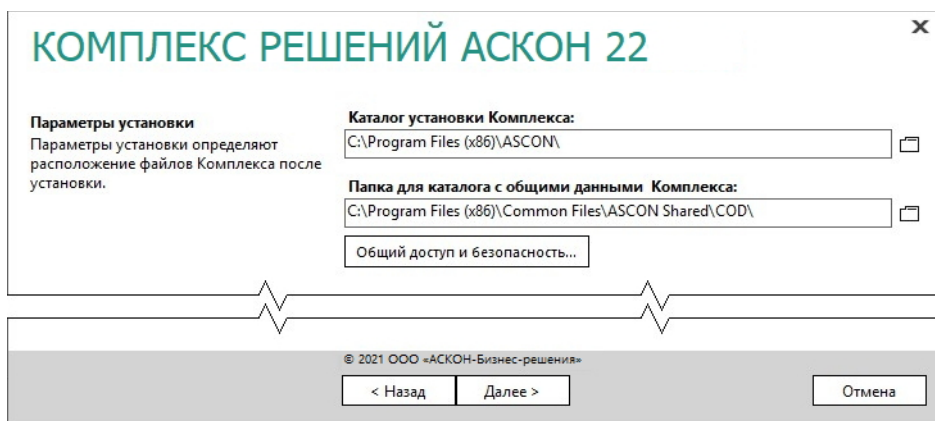 КОМПЛЕКС РЕШЕНИЙ АСКОН 22
x
Параметры установки
Параметры установки определяют
расположение файлов Комплекса после
установки.
Каталог установки Комплекса:
C:\Program Files (x86)\ASCON\
Папка для каталога с общими данными Комплекса:
C:\Program Files (x86)\Common Files\ASCON Shared\COD\
Общий доступ и безопасность...
© 2021 ООО «АСКОН-Бизнес-решения»
< Назад
Далее >
Отмена